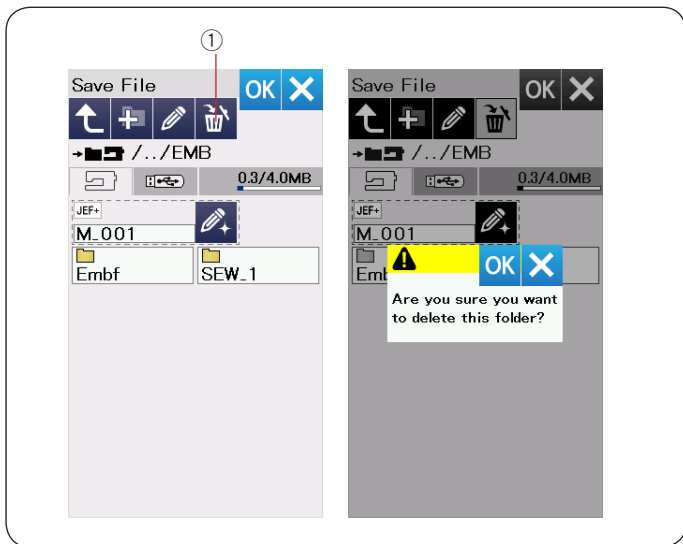 ①
Save File
OK
→ /../EMB
0.3/4.0MB
JEF+
M_001
Embf
SEW_1
Save File
OK
→ /../EMB
0.3/4.0MB
JEF+
M_001
Emb
OK
Are you sure you want
to delete this folder?